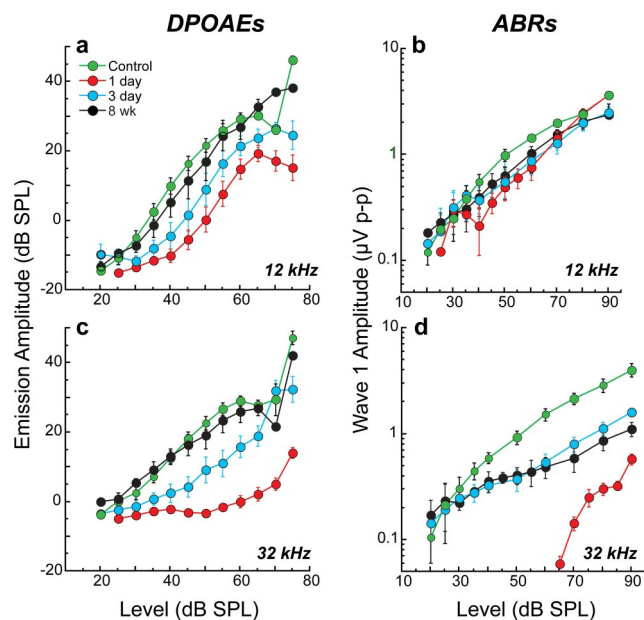 DPOAEs
ABRs
a
Control
1 day
3 day
8 wk
40
20
0
-20
Emission Amplitude (dB SPL)
12 kHz
20 40 60 80
b
10
1
0.1
Wave 1 Amplitude (µV p-p)
12 kHz
10 30 50 70 90
c
40
20
0
-20
32 kHz
20 40 60 80
Level (dB SPL)
d
10
1
0.1
32 kHz
10 30 50 70 90
Level (dB SPL)